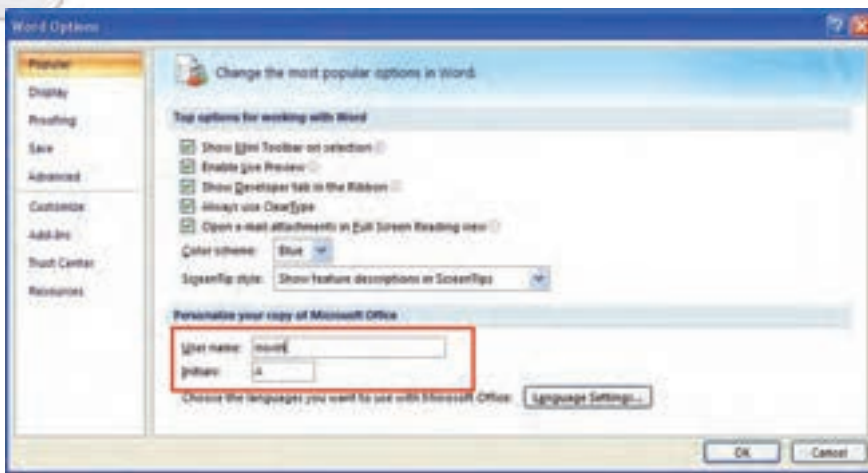 Word Options
Popular
Display
Proofing
Save
Advanced
Customize
Add-Ins
Trust Center
Resources
Change the most popular options in Word.
Top options for working with Word
Show Mini Toolbar on selection
Enable Live Preview
Show Developer tab in the Ribbon
Always use ClearType
Open e-mail attachments in Full Screen Reading view
Color scheme: Blue
ScreenTip style: Show feature descriptions in ScreenTips
Personalize your copy of Microsoft Office
User name:
Initials:
Choose the languages you want to use with Microsoft Office: Language Settings...
OK Cancel